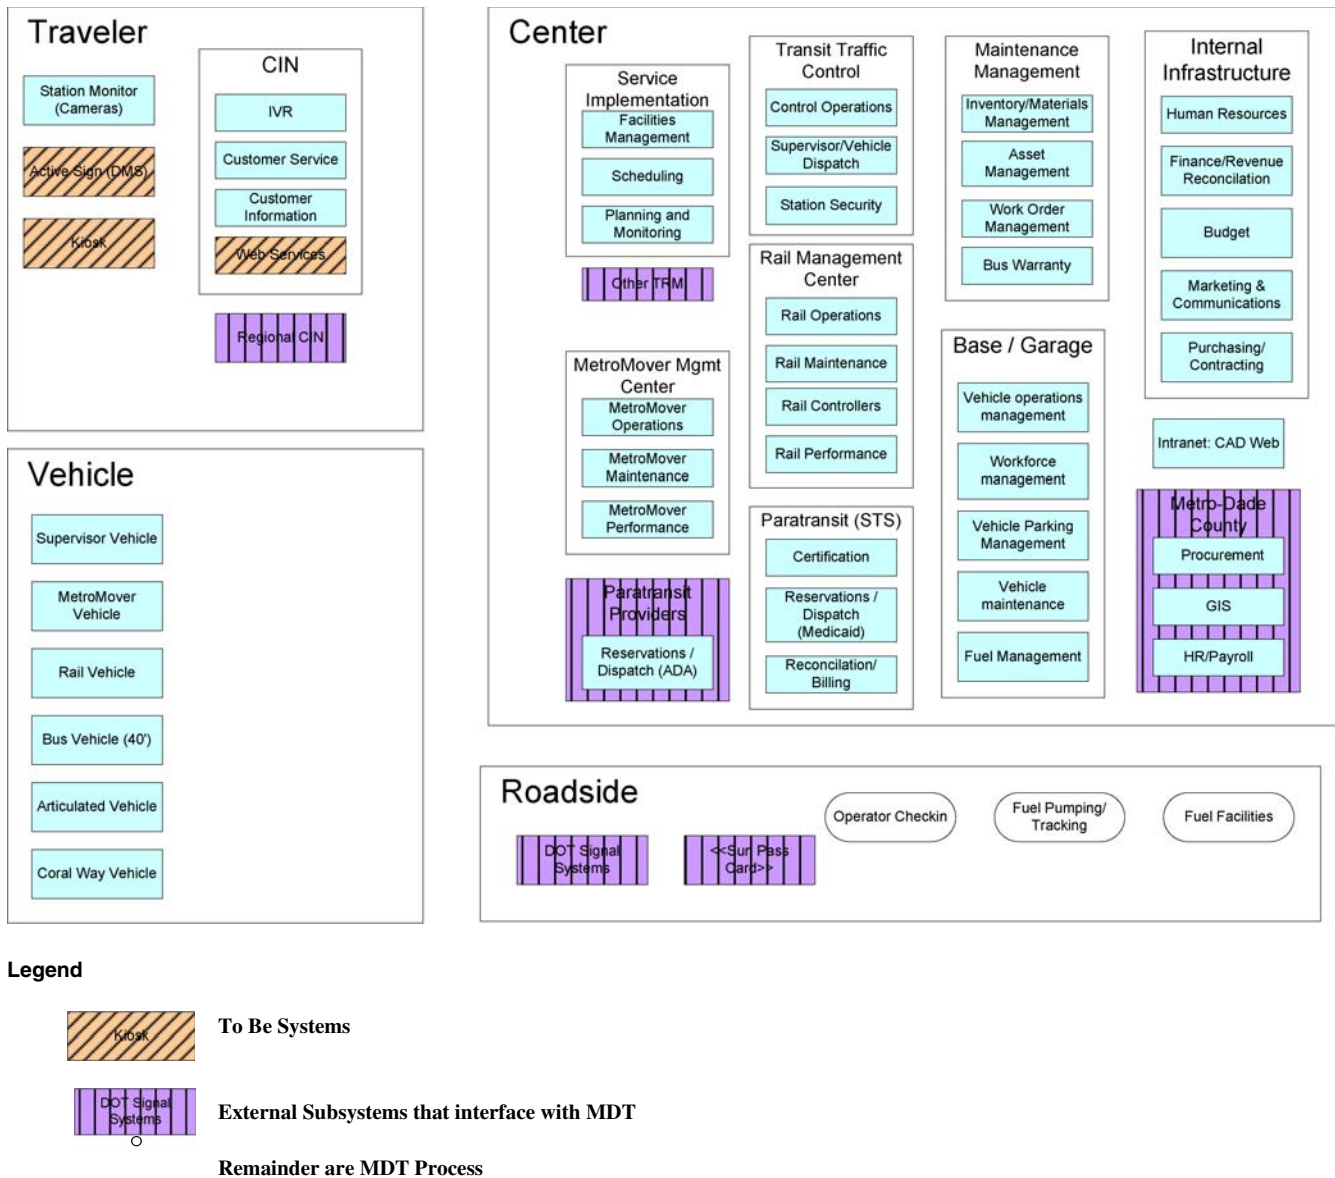 Traveler
Station Monitor
(Cameras)
Active Sign (DMS)
Kiosk
CIN
IVR
Customer Service
Customer
Information
Web Services
Regional CIN
Vehicle
Supervisor Vehicle
MetroMover
Vehicle
Rail Vehicle
Bus Vehicle (40')
Articulated Vehicle
Coral Way Vehicle
Center
Service
Implementation
Facilities
Management
Scheduling
Planning and
Monitoring
Other TRM
MetroMover Mgmt
Center
MetroMover
Operations
MetroMover
Maintenance
MetroMover
Performance
Paratransit
Providers
Reservations /
Dispatch (ADA)
Transit Traffic
Control
Control Operations
Supervisor/Vehicle
Dispatch
Station Security
Rail Management
Center
Rail Operations
Rail Maintenance
Rail Controllers
Rail Performance
Paratransit (STS)
Certification
Reservations /
Dispatch
(Medicaid)
Reconcilation/
Billing
Maintenance
Management
Inventory/Materials
Management
Asset
Management
Work Order
Management
Bus Warranty
Base / Garage
Vehicle operations
management
Workforce
management
Vehicle Parking
Management
Vehicle
maintenance
Fuel Management
Internal
Infrastructure
Human Resources
Finance/Revenue
Reconcilation
Budget
Marketing &
Communications
Purchasing/
Contracting
Intranet: CAD Web
Metro-Dade
County
Procurement
GIS
HR/Payroll
Roadside
DOT Signal
Systems
<<Sun Pass
Card>>
Operator Checkin
Fuel Pumping/
Tracking
Fuel Facilities
Legend
Kiosk
To Be Systems
DOT Signal
Systems
External Subsystems that interface with MDT
Remainder are MDT Process